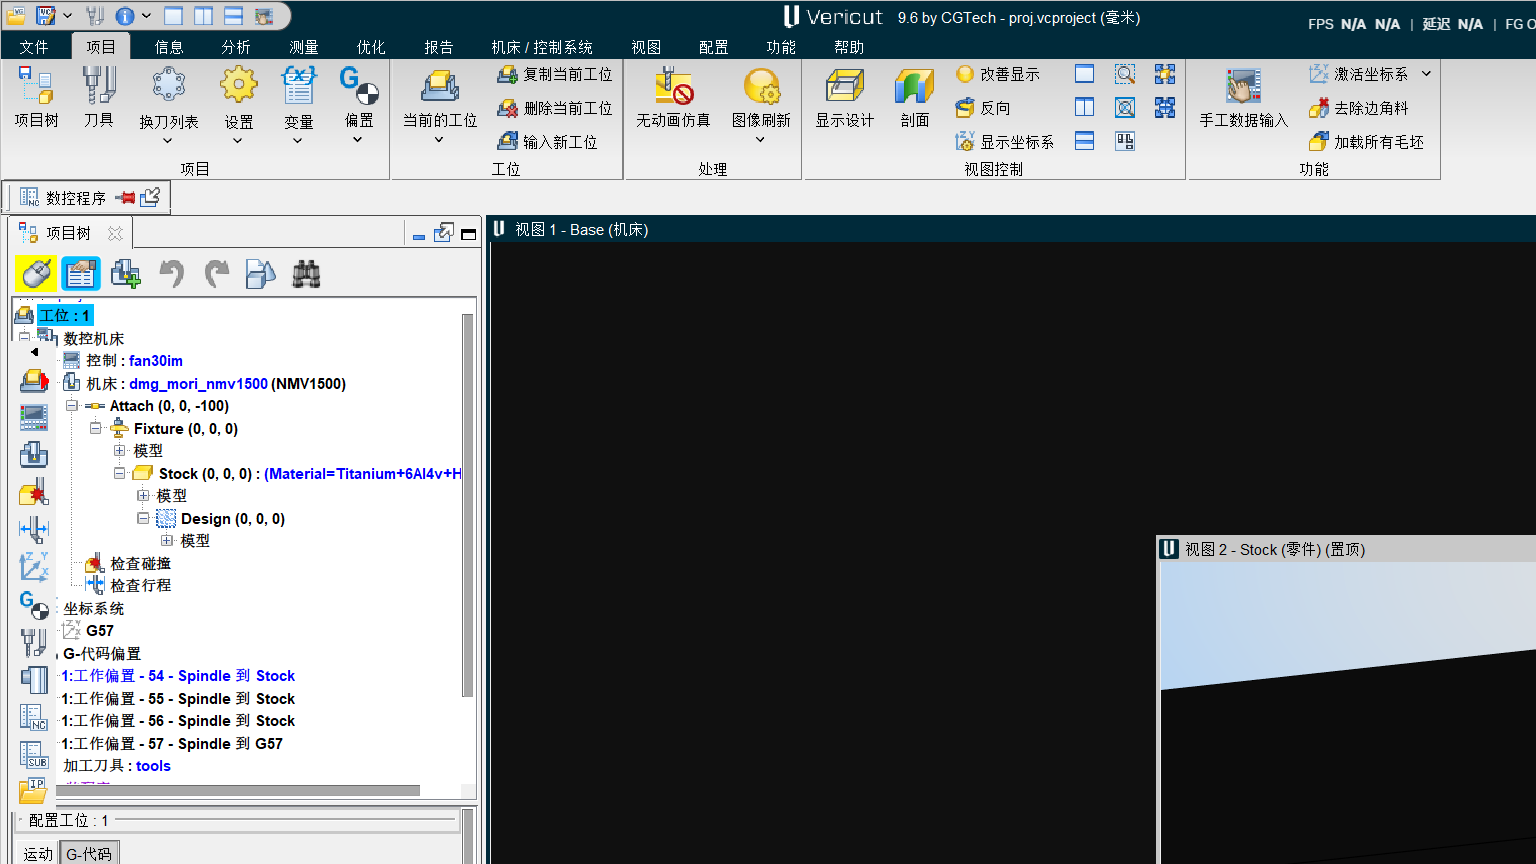 Vericut 9.6 by CGTech - proj.vcproject (毫米)
FPS N/A N/A | 延迟 N/A | FG O
文件 项目 信息 分析 测量 优化 报告 机床 / 控制系统 视图 配置 功能 帮助
项目树 刀具 换刀列表 设置 变量 偏置
项目
当前的工位
复制当前工位
删除当前工位
输入新工位
工位
无动画仿真 图像刷新
处理
显示设计 剖面
改善显示
反向
显示坐标系
视图控制
手工数据输入
激活坐标系
去除边角料
加载所有毛坯
功能
数控程序
项目树
工位 : 1
数控机床
控制 : fan30im
机床 : dmg_mori_nmv1500 (NMV1500)
Attach (0, 0, -100)
Fixture (0, 0, 0)
模型
Stock (0, 0, 0) : (Material=Titanium+6Al4v+H
模型
Design (0, 0, 0)
模型
检查碰撞
检查行程
坐标系统
G57
G-代码偏置
1:工作偏置 - 54 - Spindle 到 Stock
1:工作偏置 - 55 - Spindle 到 Stock
1:工作偏置 - 56 - Spindle 到 Stock
1:工作偏置 - 57 - Spindle 到 G57
加工刀具 : tools
配置工位 : 1
运动 G-代码
视图 1 - Base (机床)
视图 2 - Stock (零件) (置顶)